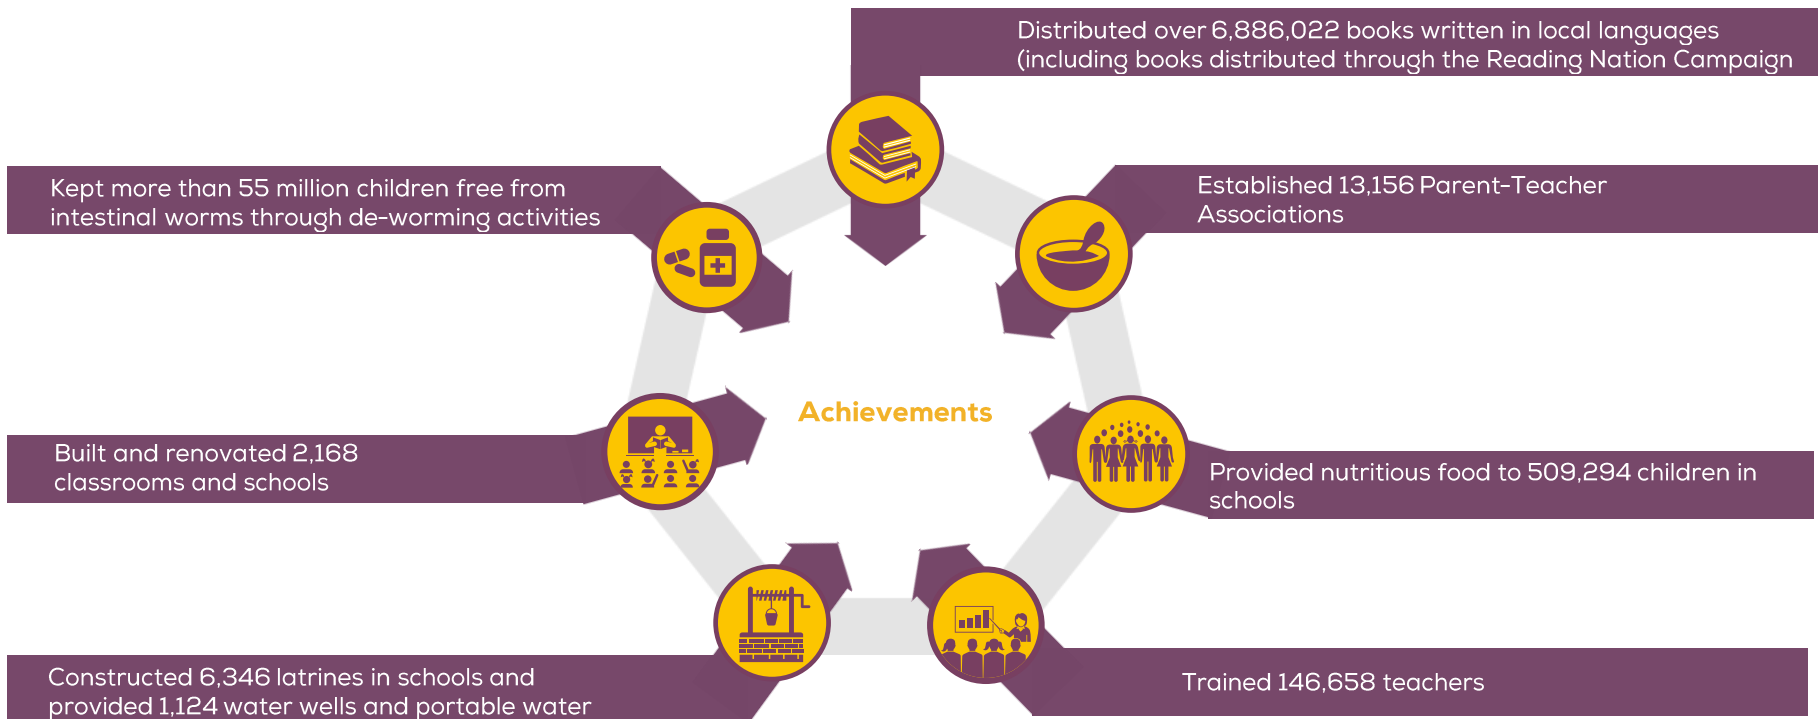 Distributed over 6,886,022 books written in local languages
(including books distributed through the Reading Nation Campaign
Kept more than 55 million children free from
intestinal worms through de-worming activities
Established 13,156 Parent-Teacher
Associations
Achievements
Built and renovated 2,168
classrooms and schools
Provided nutritious food to 509,294 children in
schools
Constructed 6,346 latrines in schools and
provided 1,124 water wells and portable water
Trained 146,658 teachers